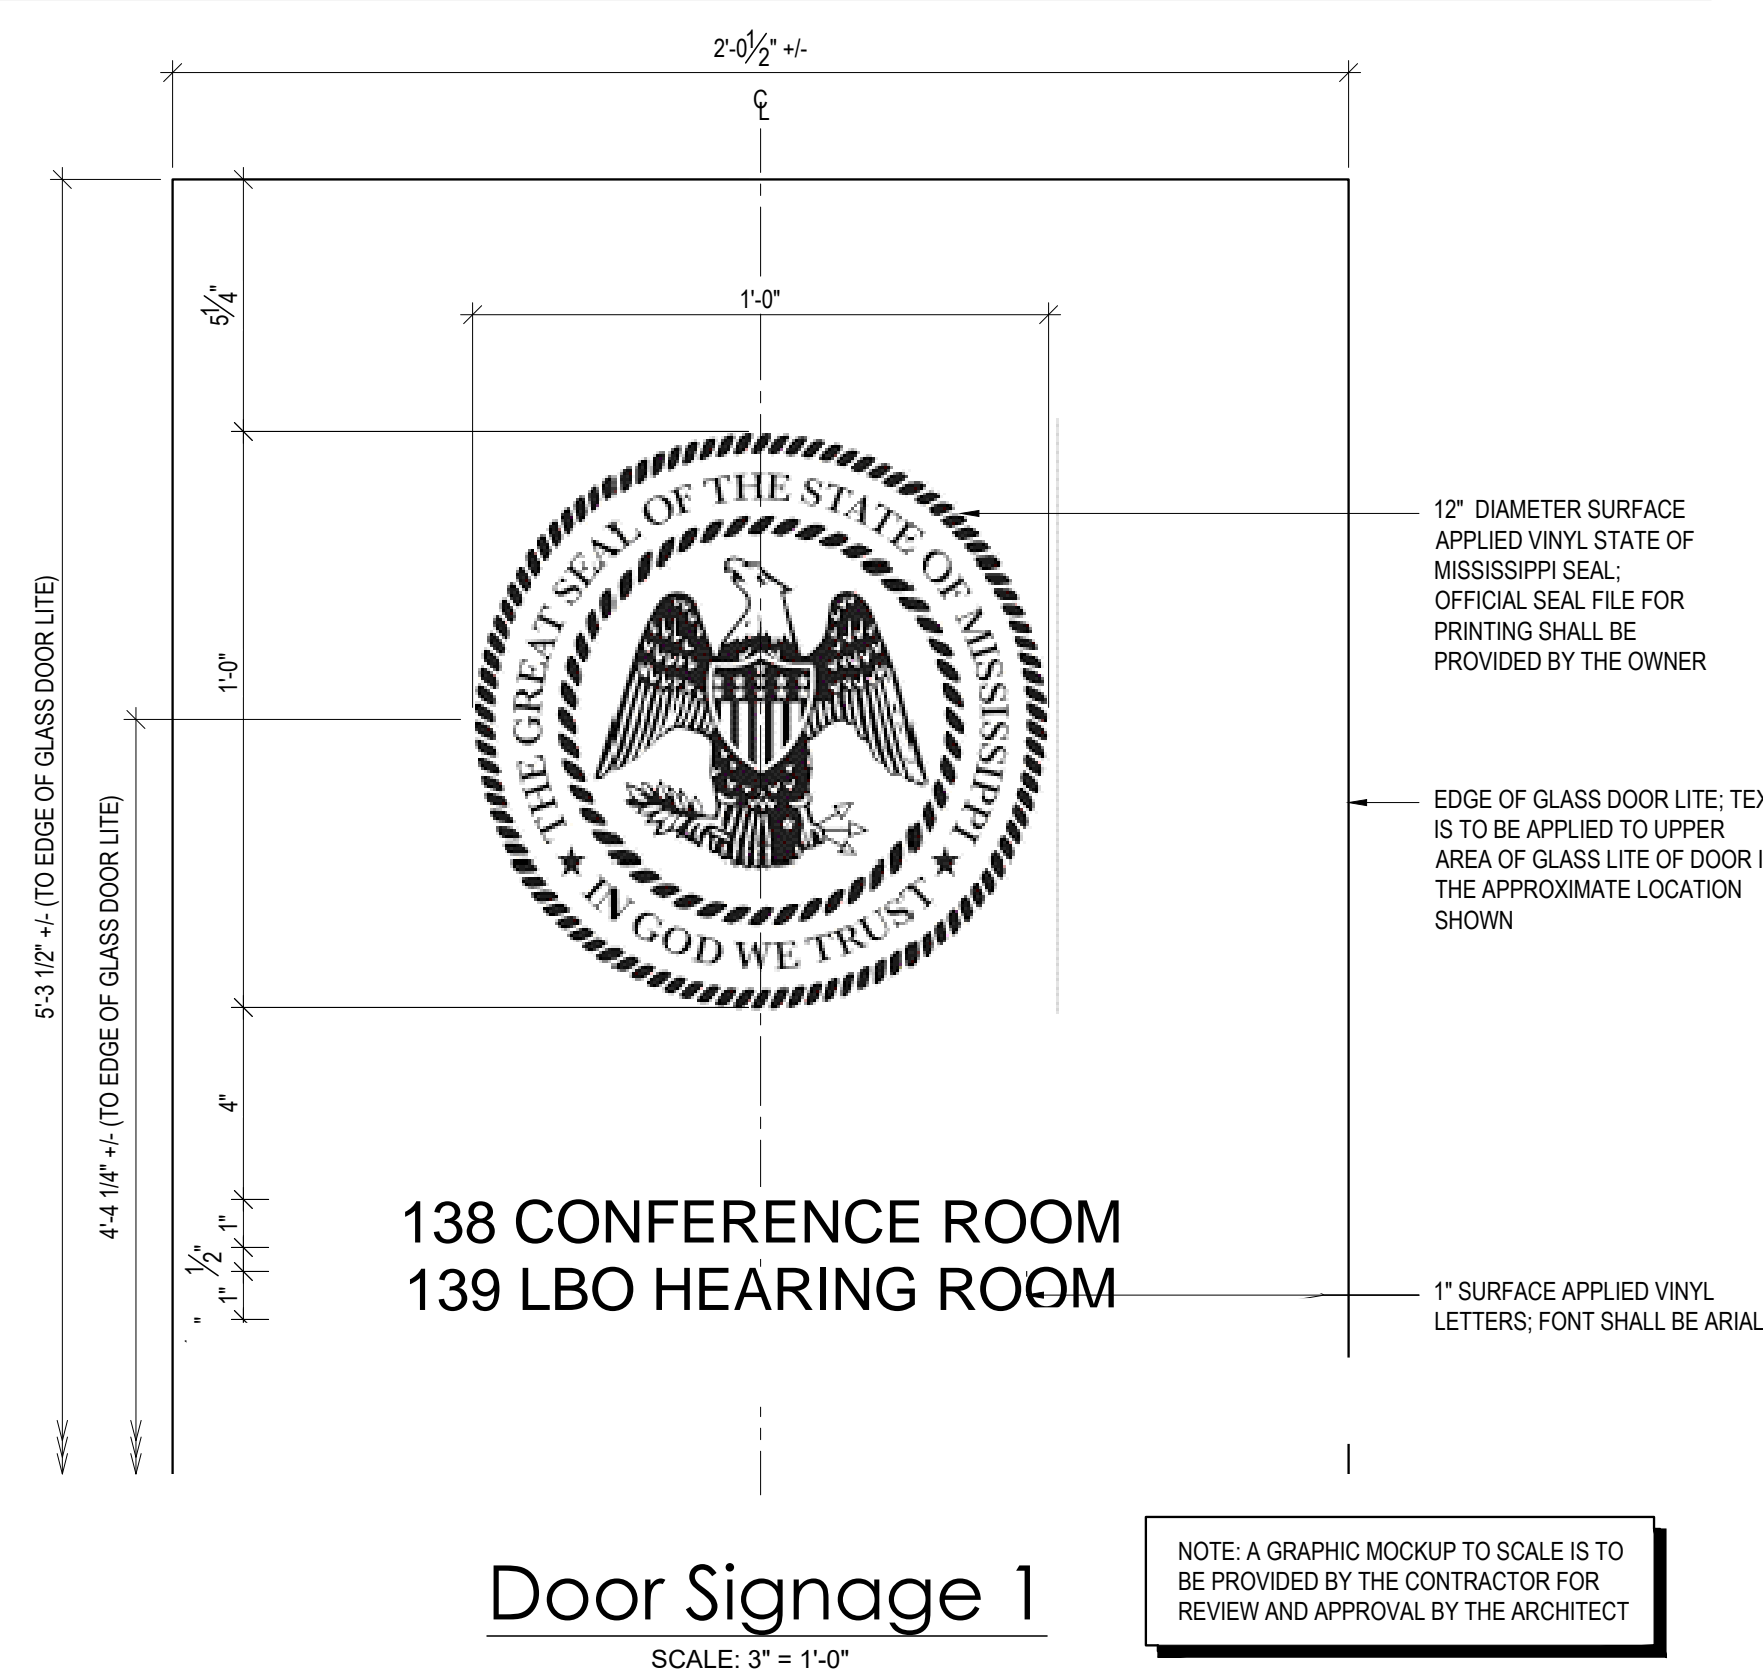 2'-0 1/2" +/-
℄
5 1/4"
1'-0"
THE GREAT SEAL OF THE STATE OF MISSISSIPPI
★ IN GOD WE TRUST ★
12" DIAMETER SURFACE
APPLIED VINYL STATE OF
MISSISSIPPI SEAL;
OFFICIAL SEAL FILE FOR
PRINTING SHALL BE
PROVIDED BY THE OWNER
5'-3 1/2" +/- (TO EDGE OF GLASS DOOR LITE)
4'-4 1/4" +/- (TO EDGE OF GLASS DOOR LITE)
1'-0"
EDGE OF GLASS DOOR LITE;
IS TO BE APPLIED TO UPPER
AREA OF GLASS LITE OF DOOR
THE APPROXIMATE LOCATION
SHOWN
4"
1"
1/2"
1"
"
138 CONFERENCE ROOM
139 LBO HEARING ROOM
1" SURFACE APPLIED VINYL
LETTERS; FONT SHALL BE ARIAL
Door Signage 1
SCALE: 3" = 1'-0"
NOTE: A GRAPHIC MOCKUP TO SCALE IS TO
BE PROVIDED BY THE CONTRACTOR FOR
REVIEW AND APPROVAL BY THE ARCHITECT